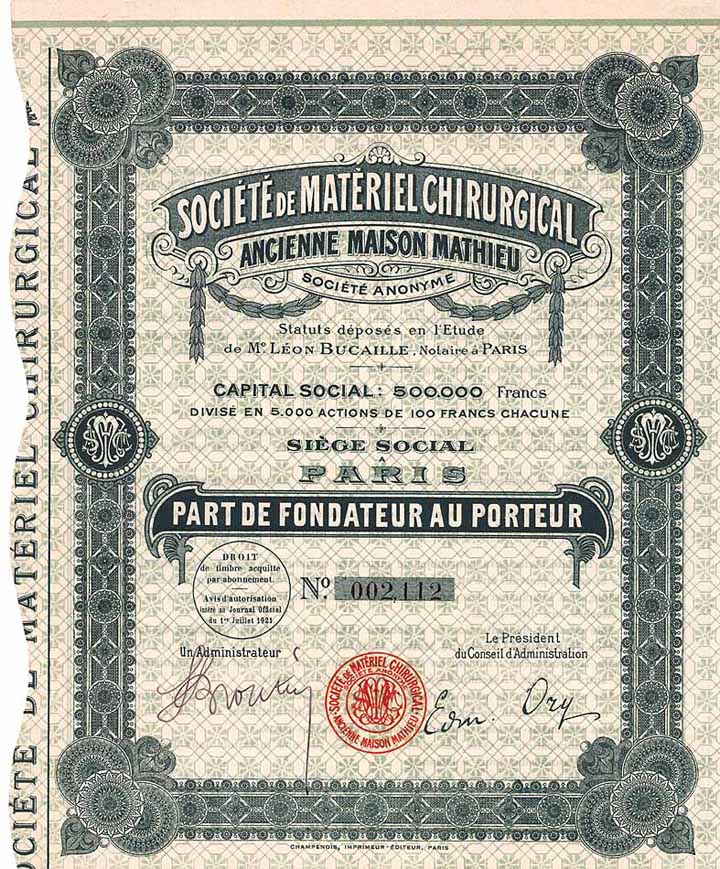 SOCIÉTÉ DE MATÉRIEL CHIRURGICAL
ANCIENNE MAISON MATHIEU
SOCIÉTÉ ANONYME
Statuts déposés en l'Etude
de Me. LÉON BUCAILLE, Notaire à PARIS
CAPITAL SOCIAL: 500.000 Francs
DIVISÉ EN 5.000 ACTIONS DE 100 FRANCS CHACUNE
SIÈGE SOCIAL
À
PARIS
PART DE FONDATEUR AU PORTEUR
DROIT
de timbre acquitté
par abonnement.
Avis d'autorisation
inséré au Journal Officiel
du 1er Juillet 1921
No. 002,112
Un Administrateur
Le Président
du Conseil d'Administration
SOCIÉTÉ DE MATÉRIEL CHIRURGICAL
SOCIÉTÉ ANONYME
ANCIENNE MAISON MATHIEU
Edm. Dry
CHAMPENOIS, IMPRIMEUR-ÉDITEUR, PARIS
OCIÉTÉ DE MATÉRIEL CHIRURGICAL